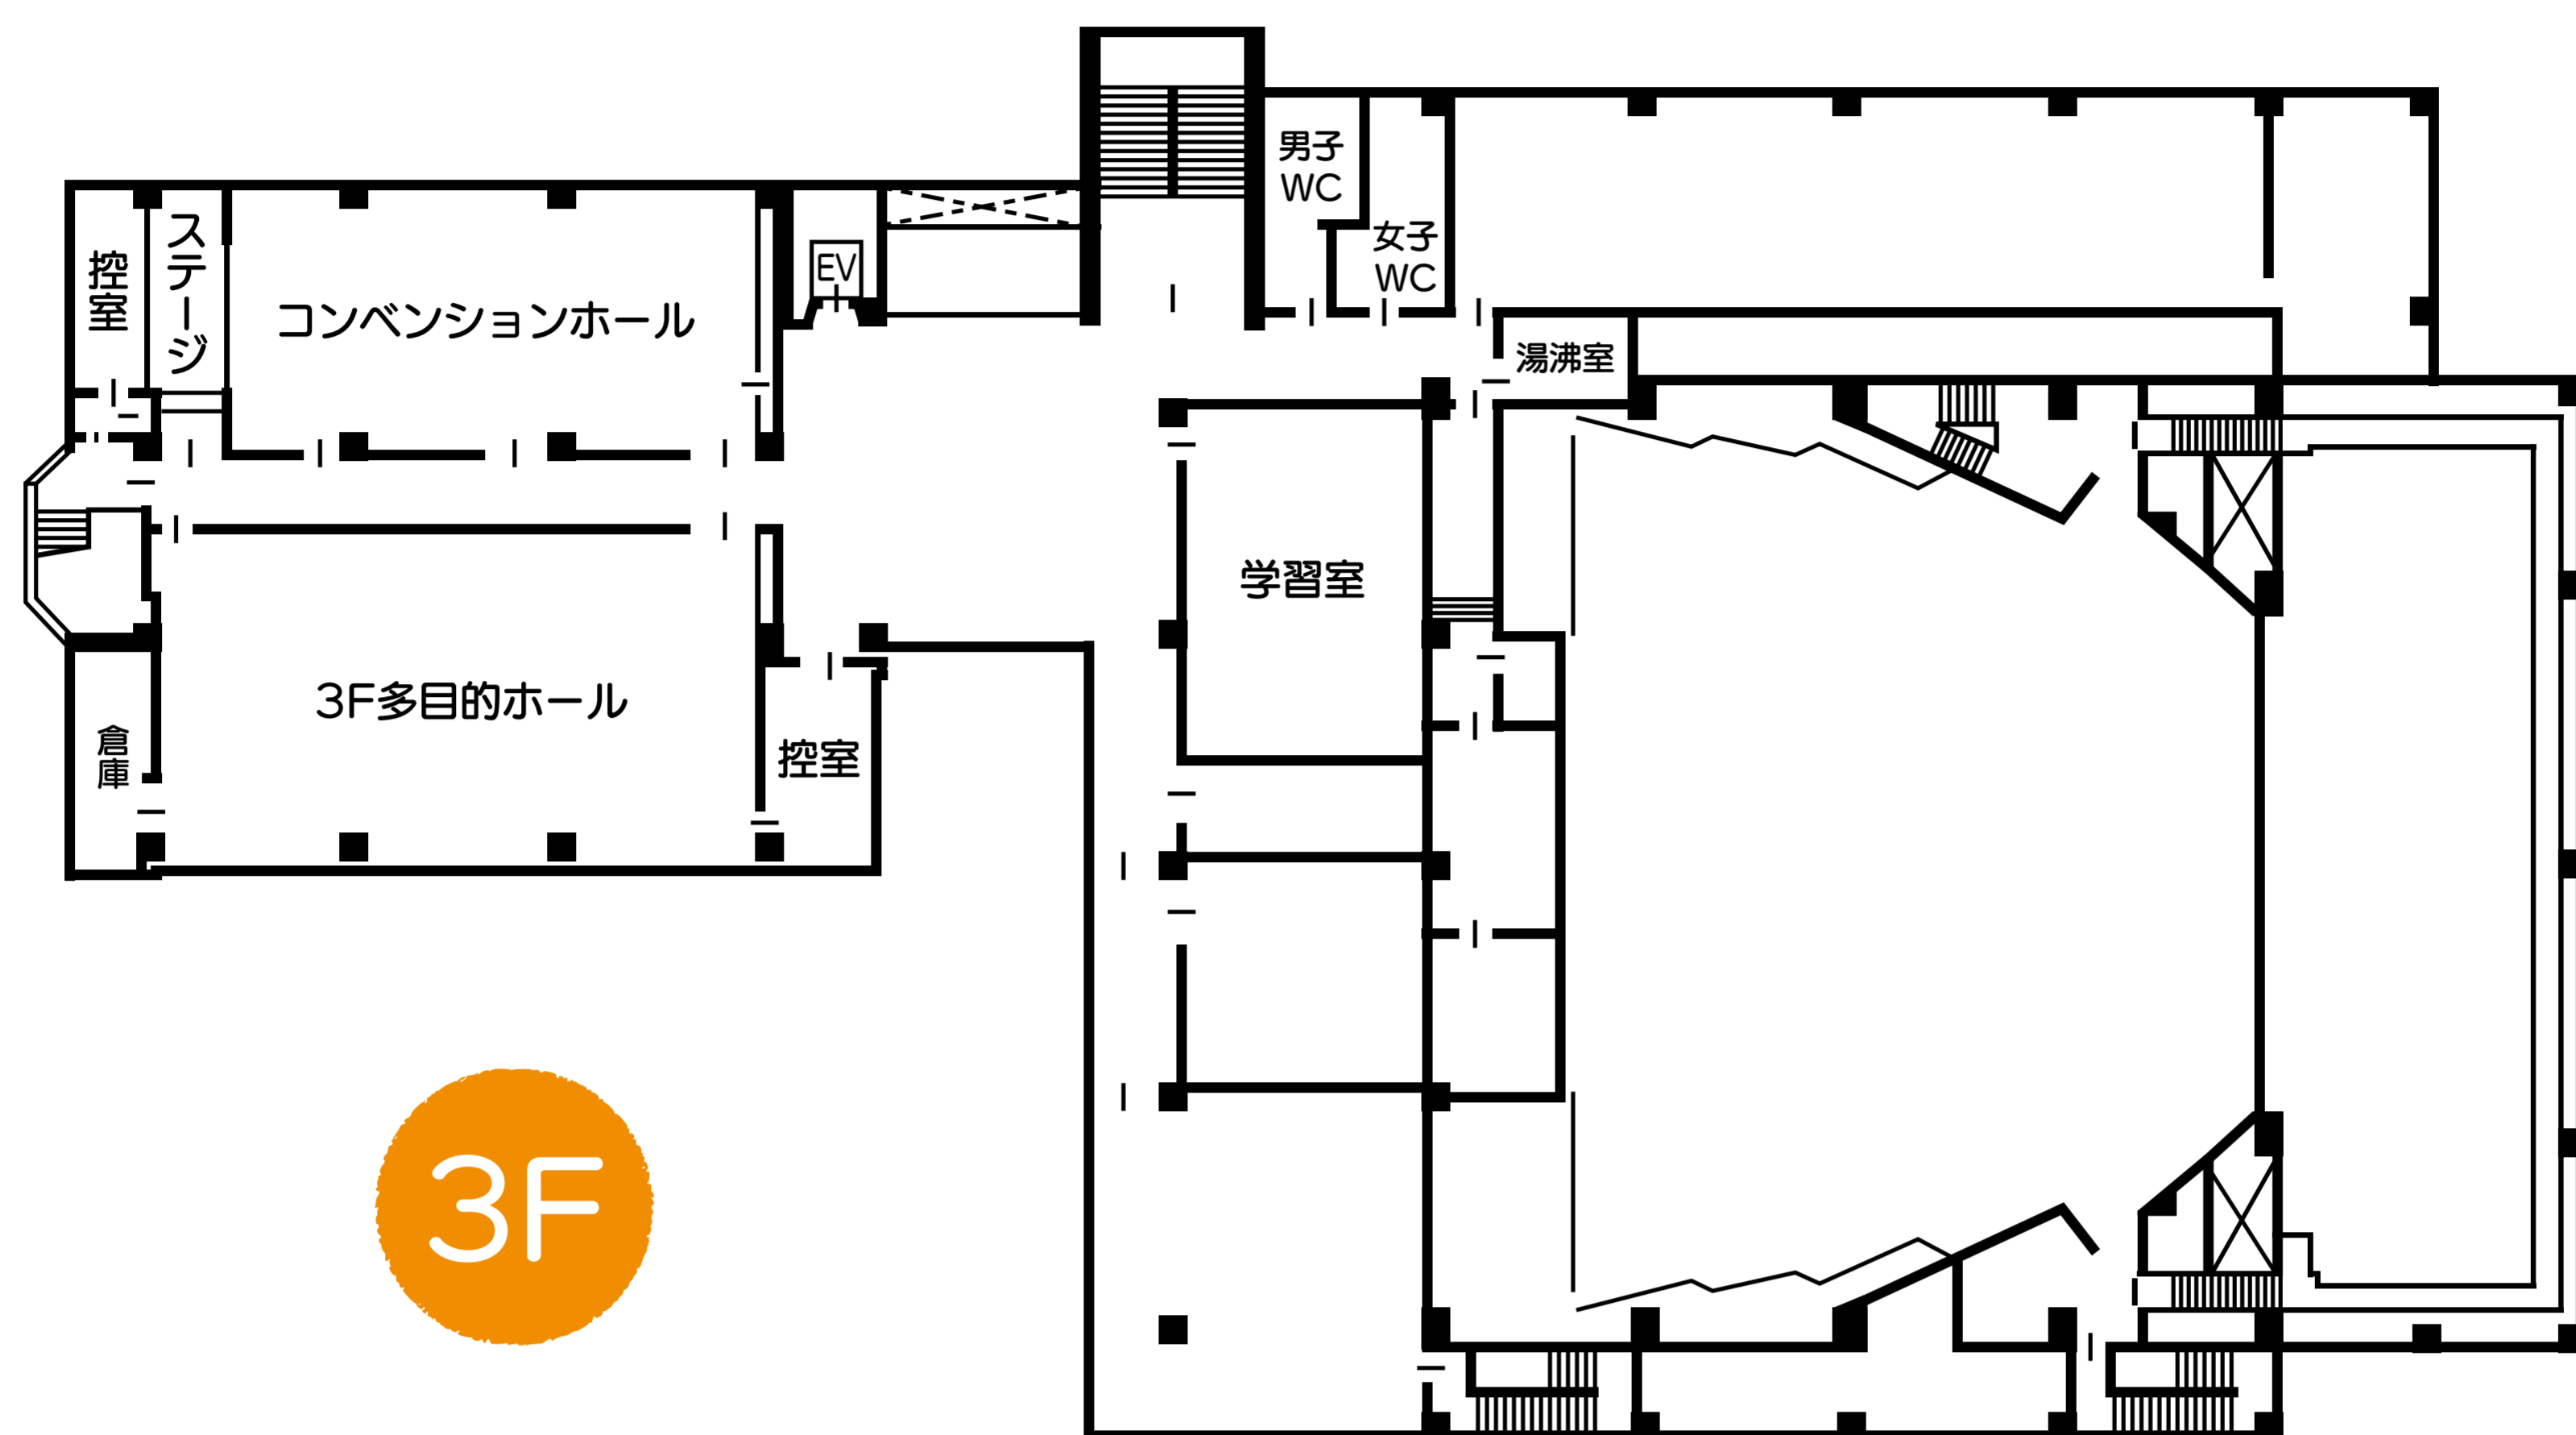 男子
WC
女子
WC
控室
ステージ
コンベンションホール
EV
湯沸室
学習室
3F多目的ホール
控室
倉庫
3F